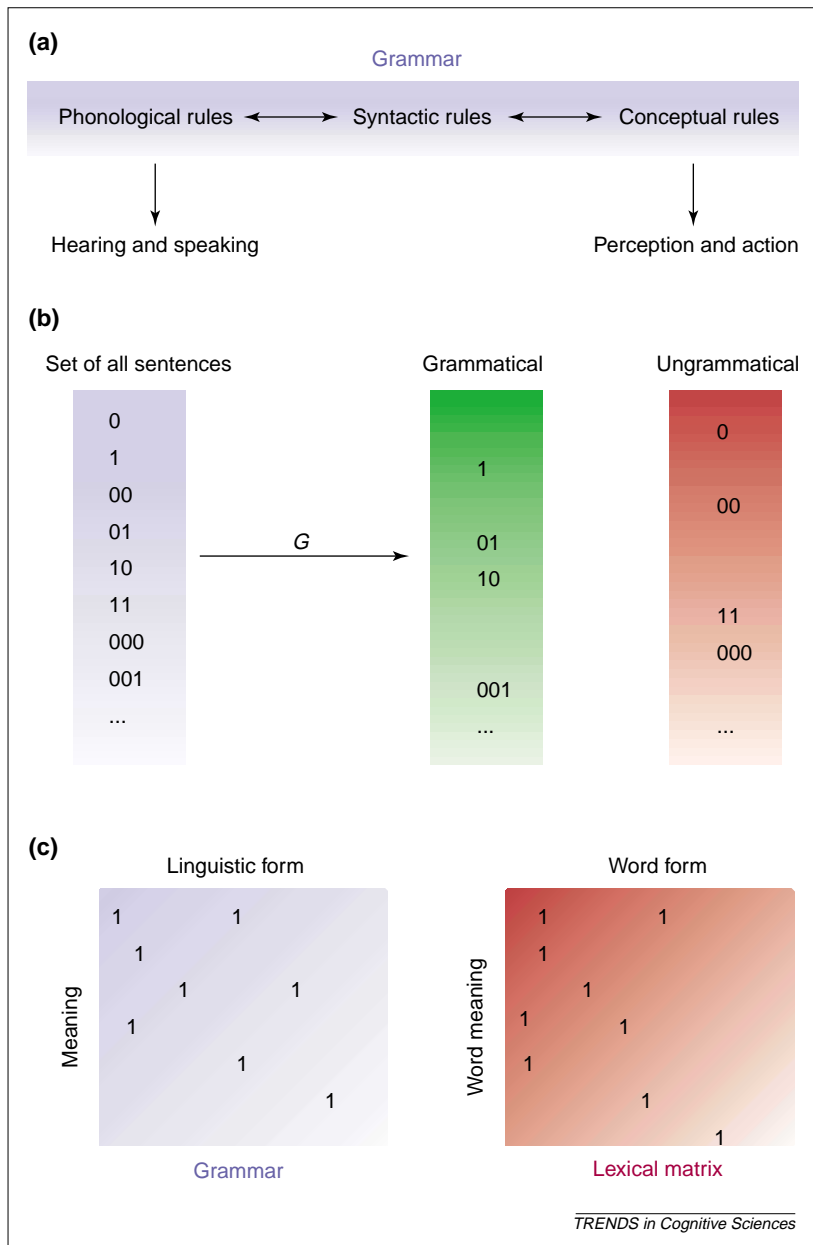 (a)
Grammar
Phonological rules Syntactic rules Conceptual rules
Hearing and speaking Perception and action
(b)
Set of all sentences Grammatical Ungrammatical
0 0
1 1
00 00
01 01
G
10 10
11 11
000 000
001 001
... ... ...
(c)
Linguistic form Word form
1 1 1 1
1 1
1 1 1
1 1 1
1 1
1 1
1
Meaning Word meaning
Grammar Lexical matrix
TRENDS in Cognitive Sciences